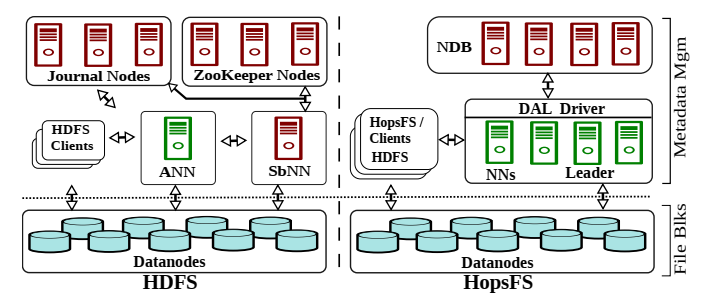 Journal Nodes
ZooKeeper Nodes
HDFS
Clients
ANN
SbNN
Datanodes
HDFS
NDB
HopsFS /
Clients
HDFS
DAL Driver
NNs
Leader
Datanodes
HopsFS
Metadata Mgm
File Blks